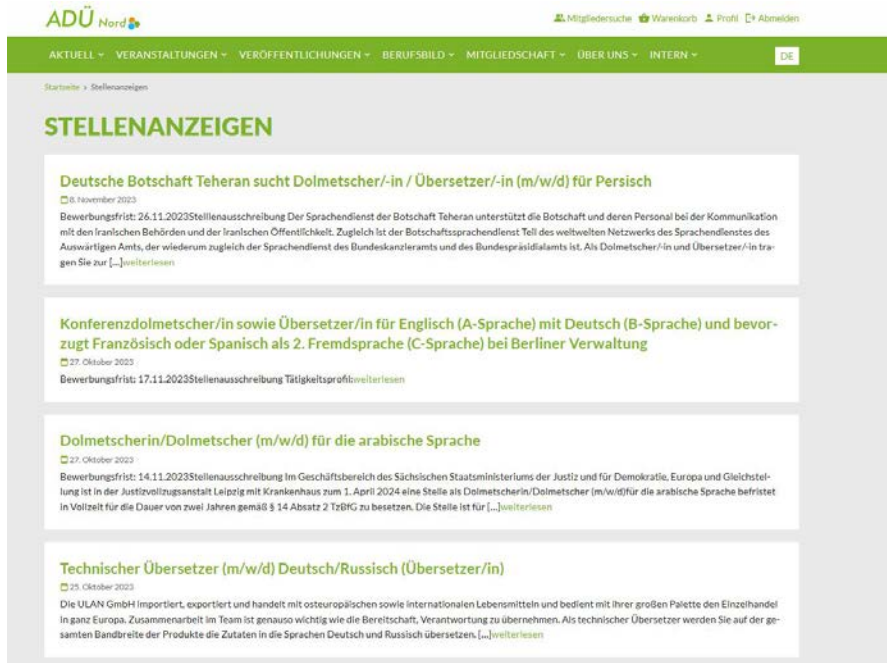 ADÜ Nord
Mitgliedersuche Warenkorb Profil Abmelden
AKTUELL VERANSTALTUNGEN VERÖFFENTLICHUNGEN BERUFSBILD MITGLIEDSCHAFT ÜBER UNS INTERN DE
Startseite > Stellenanzeigen
STELLENANZEIGEN
Deutsche Botschaft Teheran sucht Dolmetscher/-in / Übersetzer/-in (m/w/d) für Persisch
8. November 2023
Bewerbungsfrist: 26.11.2023Stellenausschreibung Der Sprachendienst der Botschaft Teheran unterstützt die Botschaft und deren Personal bei der Kommunikation
mit den iranischen Behörden und der iranischen Öffentlichkeit. Zugleich ist der Botschaftssprachendienst Teil des weltweiten Netzwerks des Sprachendienstes des
Auswärtigen Amts, der wiederum zugleich der Sprachendienst des Bundeskanzleramts und des Bundespräsidialamts ist. Als Dolmetscher/-in und Übersetzer/-in tra-
gen Sie zur [...]weiterlesen
Konferenzdolmetscher/in sowie Übersetzer/in für Englisch (A-Sprache) mit Deutsch (B-Sprache) und bevor-
zugt Französisch oder Spanisch als 2. Fremdsprache (C-Sprache) bei Berliner Verwaltung
27. Oktober 2023
Bewerbungsfrist: 17.11.2023Stellenausschreibung Tätigkeitsprofil:weiterlesen
Dolmetscherin/Dolmetscher (m/w/d) für die arabische Sprache
27. Oktober 2023
Bewerbungsfrist: 14.11.2023Stellenausschreibung Im Geschäftsbereich des Sächsischen Staatsministeriums der Justiz und für Demokratie, Europa und Gleichstel-
lung ist in der Justizvollzugsanstalt Leipzig mit Krankenhaus zum 1. April 2024 eine Stelle als Dolmetscherin/Dolmetscher (m/w/d)für die arabische Sprache befristet
in Vollzeit für die Dauer von zwei Jahren gemäß § 14 Absatz 2 TzBfG zu besetzen. Die Stelle ist für [...]weiterlesen
Technischer Übersetzer (m/w/d) Deutsch/Russisch (Übersetzer/in)
25. Oktober 2023
Die ULAN GmbH importiert, exportiert und handelt mit osteuropäischen sowie internationalen Lebensmitteln und bedient mit ihrer großen Palette den Einzelhandel
in ganz Europa. Zusammenarbeit im Team ist genauso wichtig wie die Bereitschaft, Verantwortung zu übernehmen. Als technischer Übersetzer werden Sie auf der ge-
samten Bandbreite der Produkte die Zutaten in die Sprachen Deutsch und Russisch übersetzen. [...]weiterlesen